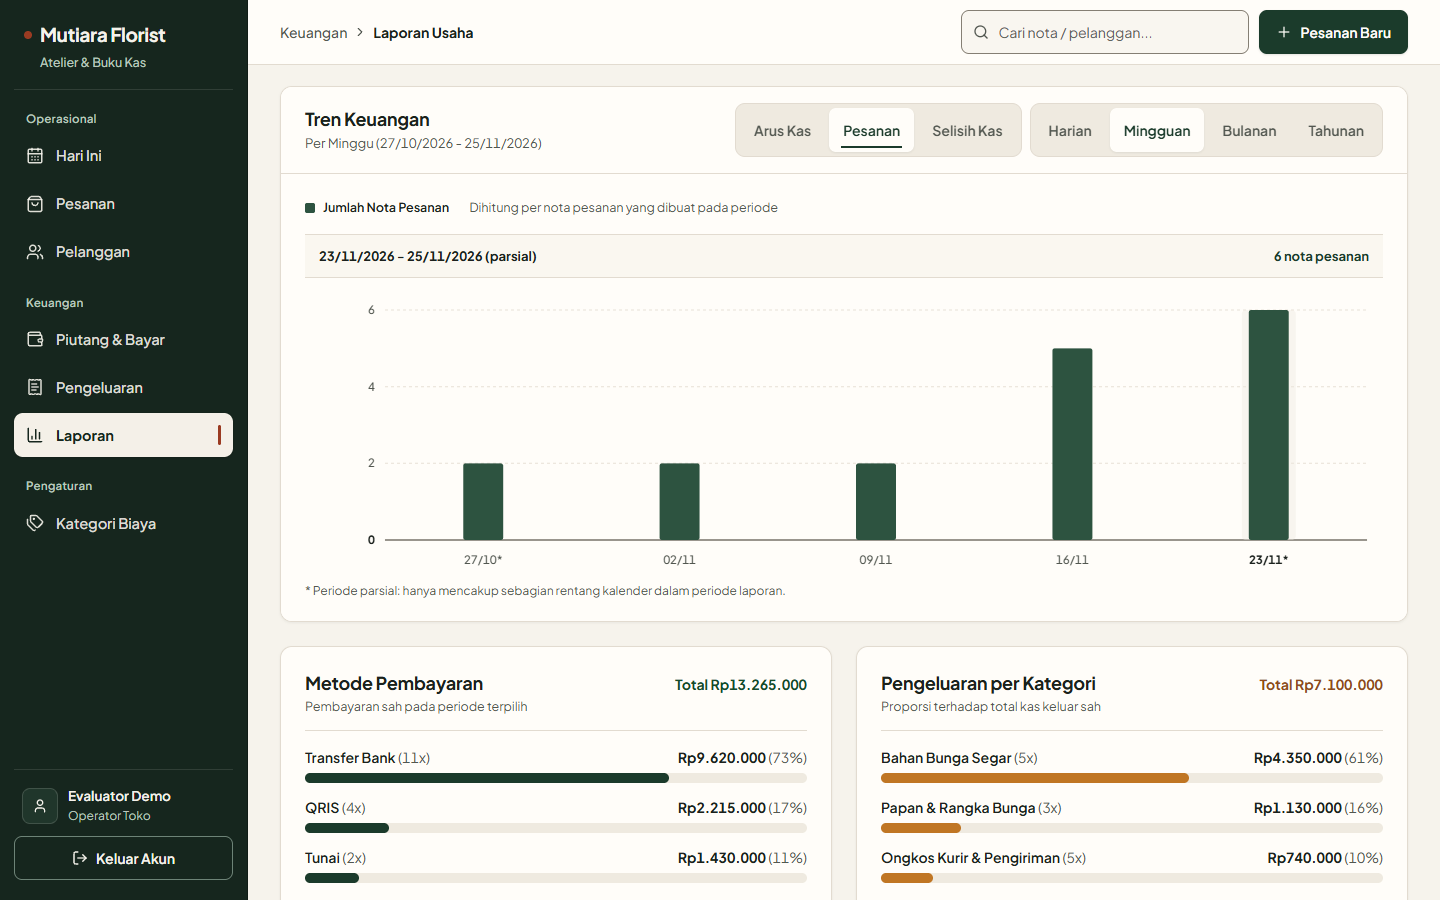 Mutiara Florist
Atelier & Buku Kas
Operasional
Hari Ini
Pesanan
Pelanggan
Keuangan
Piutang & Bayar
Pengeluaran
Laporan
Pengaturan
Kategori Biaya
Evaluator Demo
Operator Toko
Keluar Akun
Keuangan > Laporan Usaha
Cari nota / pelanggan...
+ Pesanan Baru
Tren Keuangan
Per Minggu (27/10/2026 - 25/11/2026)
Arus Kas Pesanan Selisih Kas
Harian Mingguan Bulanan Tahunan
Jumlah Nota Pesanan Dihitung per nota pesanan yang dibuat pada periode
23/11/2026 - 25/11/2026 (parsial) 6 nota pesanan
6
4
2
0
27/10* 02/11 09/11 16/11 23/11*
* Periode parsial: hanya mencakup sebagian rentang kalender dalam periode laporan.
Metode Pembayaran Total Rp13.265.000
Pembayaran sah pada periode terpilih
Transfer Bank (11x) Rp9.620.000 (73%)
QRIS (4x) Rp2.215.000 (17%)
Tunai (2x) Rp1.430.000 (11%)
Pengeluaran per Kategori Total Rp7.100.000
Proporsi terhadap total kas keluar sah
Bahan Bunga Segar (5x) Rp4.350.000 (61%)
Papan & Rangka Bunga (3x) Rp1.130.000 (16%)
Ongkos Kurir & Pengiriman (5x) Rp740.000 (10%)